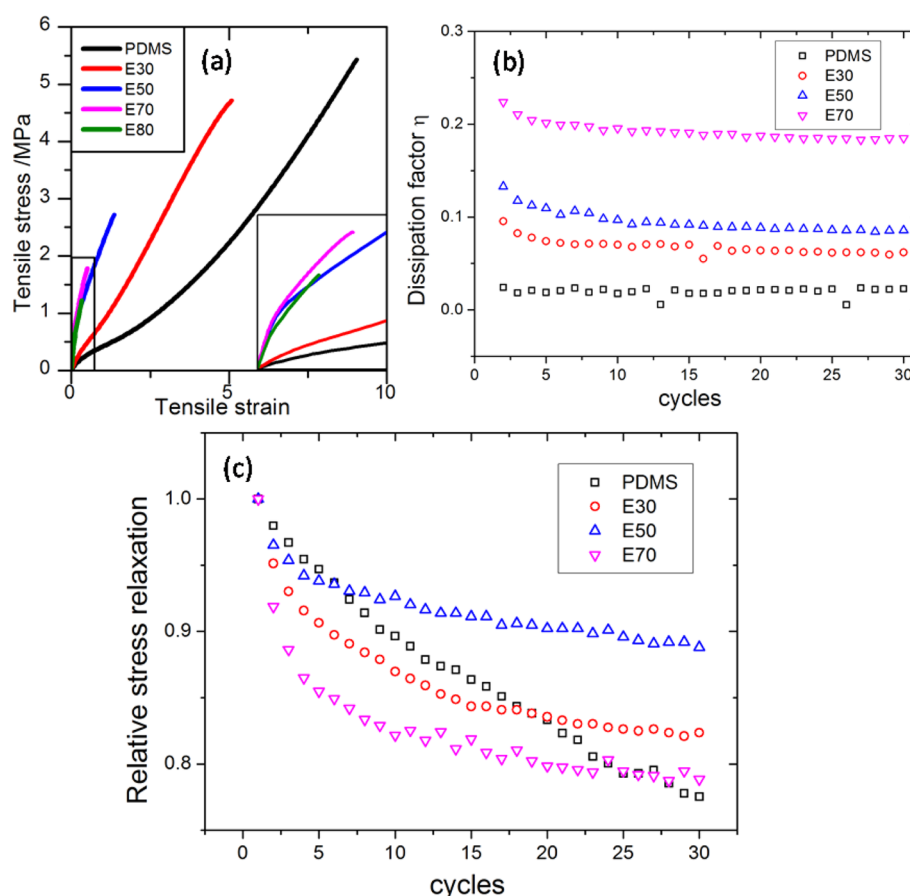 (a)
PDMS
E30
E50
E70
E80
Tensile stress /MPa
6
5
4
3
2
1
0
0 5 10
Tensile strain
(b)
PDMS
E30
E50
E70
Dissipation factor η
0.3
0.2
0.1
0.0
0 5 10 15 20 25 30
cycles
(c)
PDMS
E30
E50
E70
Relative stress relaxation
1.0
0.9
0.8
0 5 10 15 20 25 30
cycles